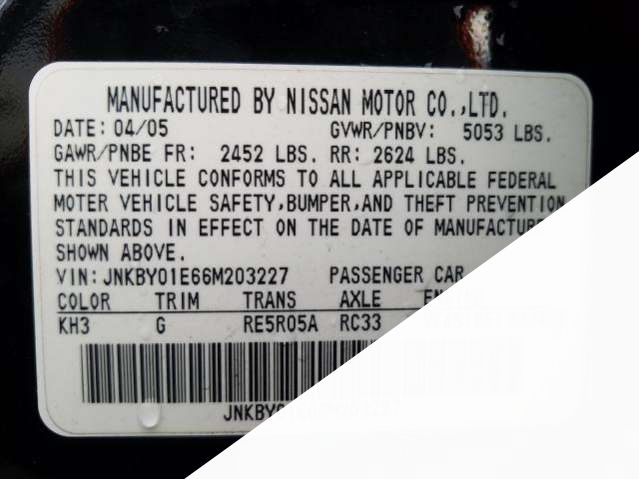 MANUFACTURED BY NISSAN MOTOR CO.,LTD.
DATE: 04/05 GVWR/PNBV: 5053 LBS.
GAWR/PNBE FR: 2452 LBS. RR: 2624 LBS.
THIS VEHICLE CONFORMS TO ALL APPLICABLE FEDERAL
MOTOR VEHICLE SAFETY,BUMPER,AND THEFT PREVENTION
STANDARDS IN EFFECT ON THE DATE OF
SHOWN ABOVE.
VIN: JNKBY01E66M203227 PASSENGER CAR
COLOR TRIM TRANS AXLE
KH3 G RE5R05A RC33
JNKBY01E66M203227